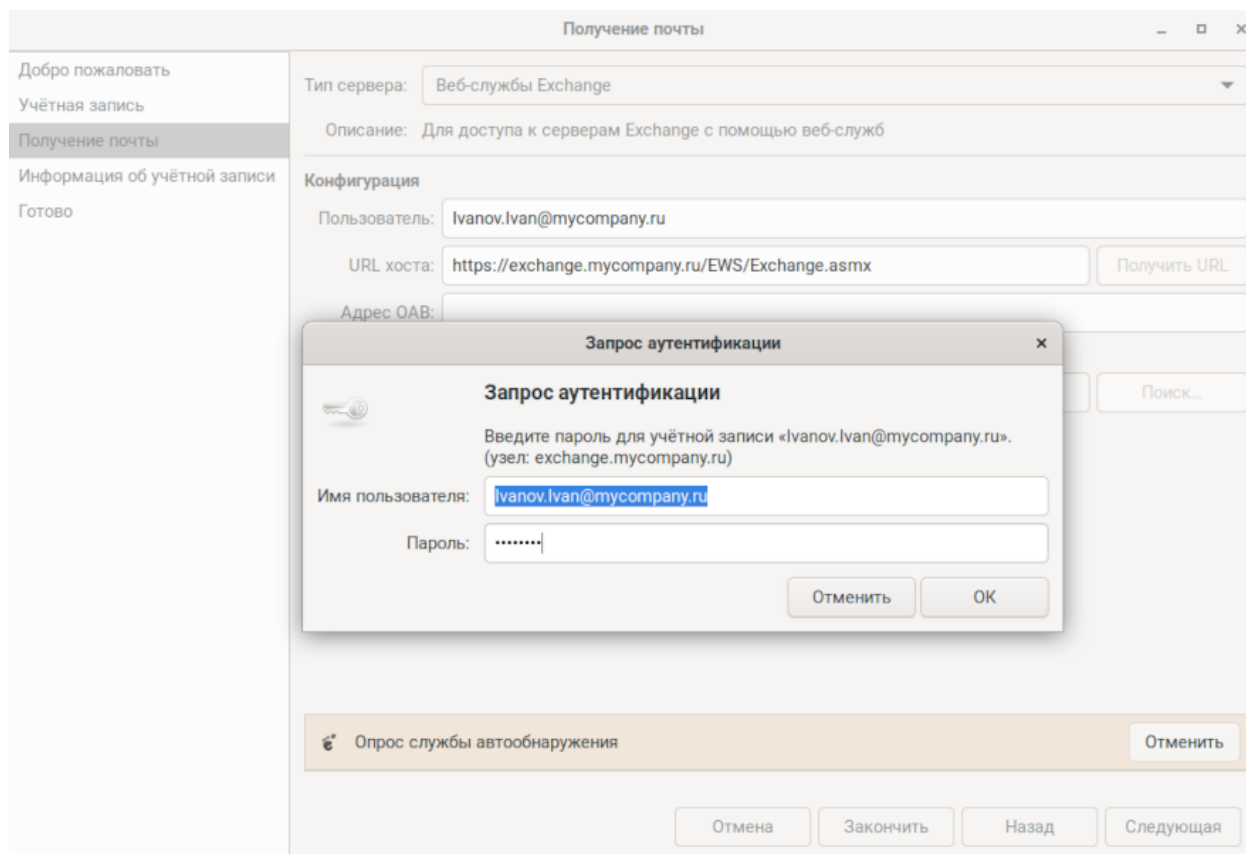 Получение почты
Добро пожаловать
Учётная запись
Получение почты
Информация об учётной записи
Готово
Тип сервера: Веб-службы Exchange
Описание: Для доступа к серверам Exchange с помощью веб-служб
Конфигурация
Пользователь: Ivanov.Ivan@mycompany.ru
URL хоста: https://exchange.mycompany.ru/EWS/Exchange.asmx Получить URL
Адрес OAB:
Поиск...
Запрос аутентификации
Запрос аутентификации
Введите пароль для учётной записи «Ivanov.Ivan@mycompany.ru».
(узел: exchange.mycompany.ru)
Имя пользователя: Ivanov.Ivan@mycompany.ru
Пароль: ••••••••
Отменить OK
Опрос службы автообнаружения Отменить
Отмена Закончить Назад Следующая